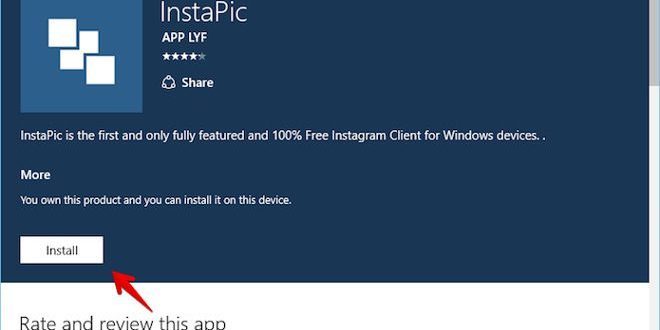 InstaPic
APP LYF
Share
InstaPic is the first and only fully featured and 100% Free Instagram Client for Windows devices. .
More
You own this product and you can install it on this device.
Install
Rate and review this app